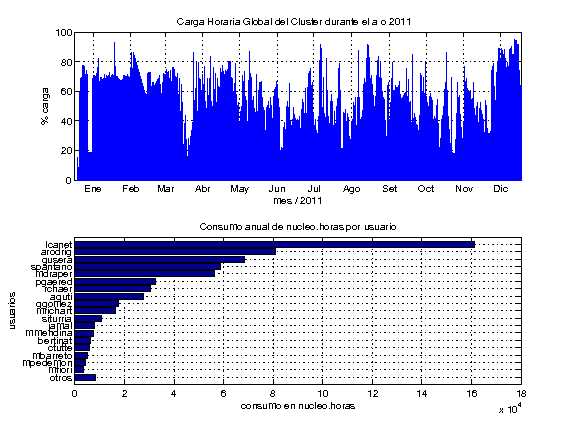 Carga Horaria Global del Cluster durante el a o 2011
100
80
60
40
20
0
% carga
Ene Feb Mar Abr May Jun Jul Ago Set Oct Nov Dic
mes / 2011
Consumo anual de nucleo.horas por usuario
lcanet
arodrig
gusera
spantano
mdraper
pgaered
rchaer
aguti
ggomez
mrichart
siturria
jamal
mmendina
bertinat
ctutte
mbarreto
mpedemon
mfiori
otros
usuarios
0 2 4 6 8 10 12 14 16 18
consumo en nucleo.horas
x 10^4